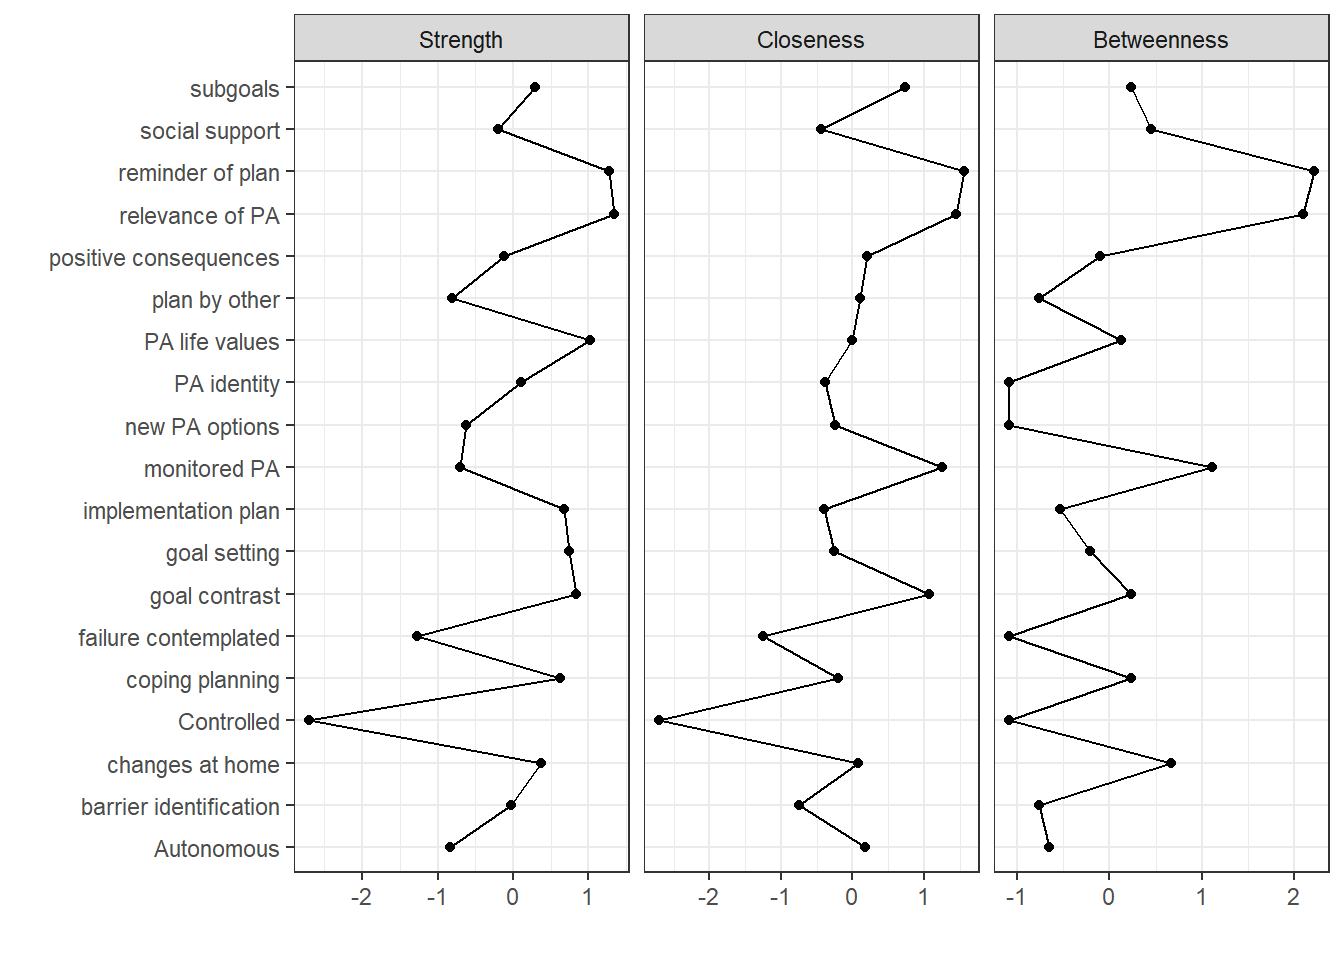 Strength
Closeness
Betweenness
subgoals
social support
reminder of plan
relevance of PA
positive consequences
plan by other
PA life values
PA identity
new PA options
monitored PA
implementation plan
goal setting
goal contrast
failure contemplated
coping planning
Controlled
changes at home
barrier identification
Autonomous
-2 -1 0 1
-2 -1 0 1
-1 0 1 2